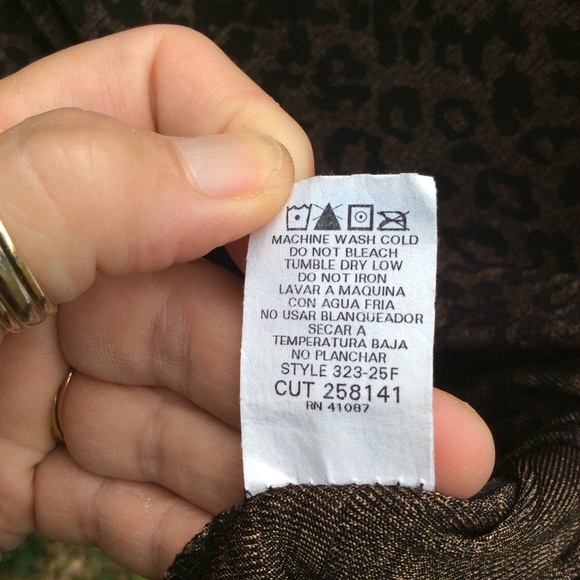 MACHINE WASH COLD
DO NOT BLEACH
TUMBLE DRY LOW
DO NOT IRON
LAVAR A MAQUINA
CON AGUA FRIA
NO USAR BLANQUEADOR
SECAR A
TEMPERATURA BAJA
NO PLANCHAR
STYLE 323-25F
CUT 258141
RN 41087